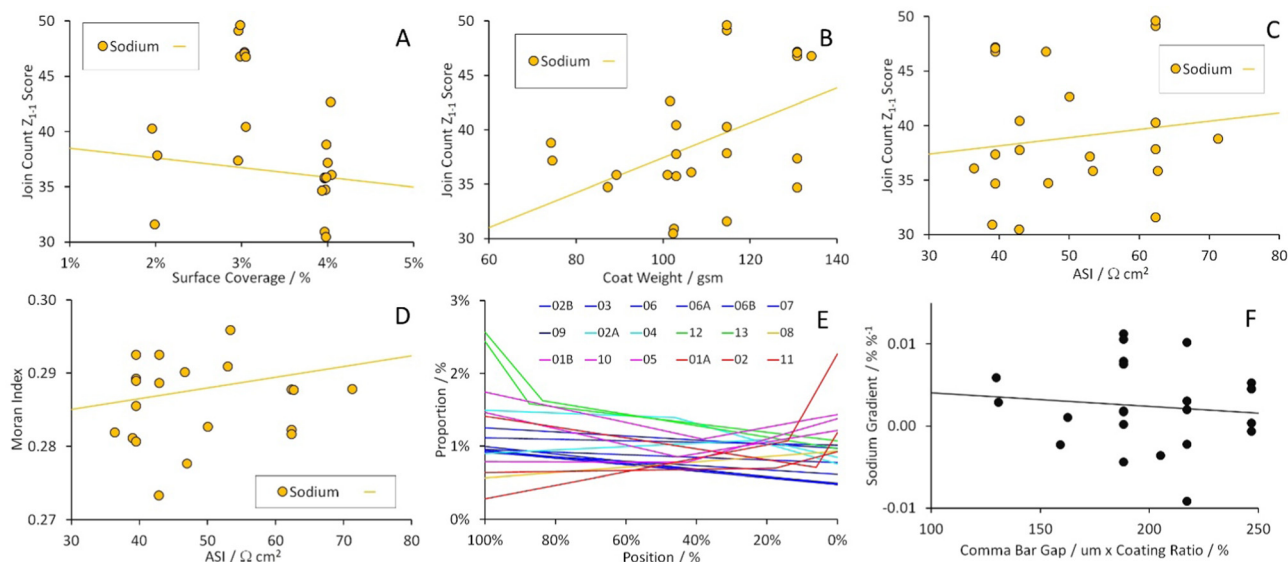 A
Sodium
Join Count Z1-1 Score
50
45
40
35
30
1%
2%
3%
4%
5%
Surface Coverage / %
B
Sodium
Join Count Z1-1 Score
50
45
40
35
30
60
80
100
120
140
Coat Weight / gsm
C
Sodium
Join Count Z1-1 Score
50
45
40
35
30
30
40
50
60
70
80
ASI / Ω cm²
D
Sodium
Moran Index
0.30
0.29
0.28
0.27
30
40
50
60
70
80
ASI / Ω cm²
E
02B 03 06 06A 06B 07
09 02A 04 12 13 08
01B 10 05 01A 02 11
Proportion / %
3%
2%
1%
0%
100%
80%
60%
40%
20%
0%
Position / %
F
Sodium Gradient / % %⁻¹
0.01
0.00
-0.01
100
150
200
250
Comma Bar Gap / um x Coating Ratio / %